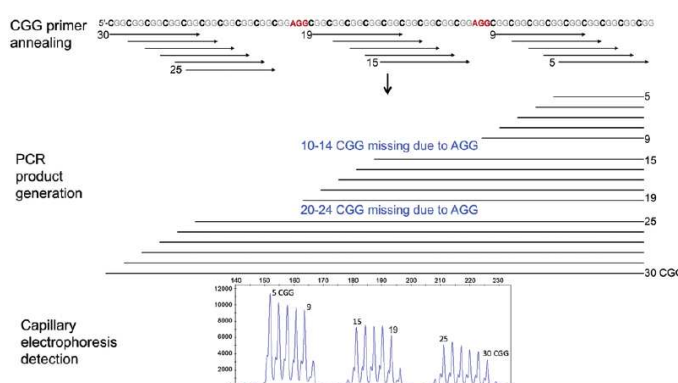 CGG primer annealing
5'-CGGCGGCGGCGGCGGCGGCGGCGGCGGCGGAGGCGGCGGCGGCGGCGGCGGCGGCGGCGGAGGCGGCGGCGGCGGCGGCGGCGGCGGCGG
30 19 9
25 15 5
PCR product generation
5
9
10-14 CGG missing due to AGG
15
19
20-24 CGG missing due to AGG
25
30 CGG
Capillary electrophoresis detection
140 150 160 170 180 190 200 210 220 230
12000
10000
8000
6000
4000
2000
5 CGG
9
15
19
25
30 CGG